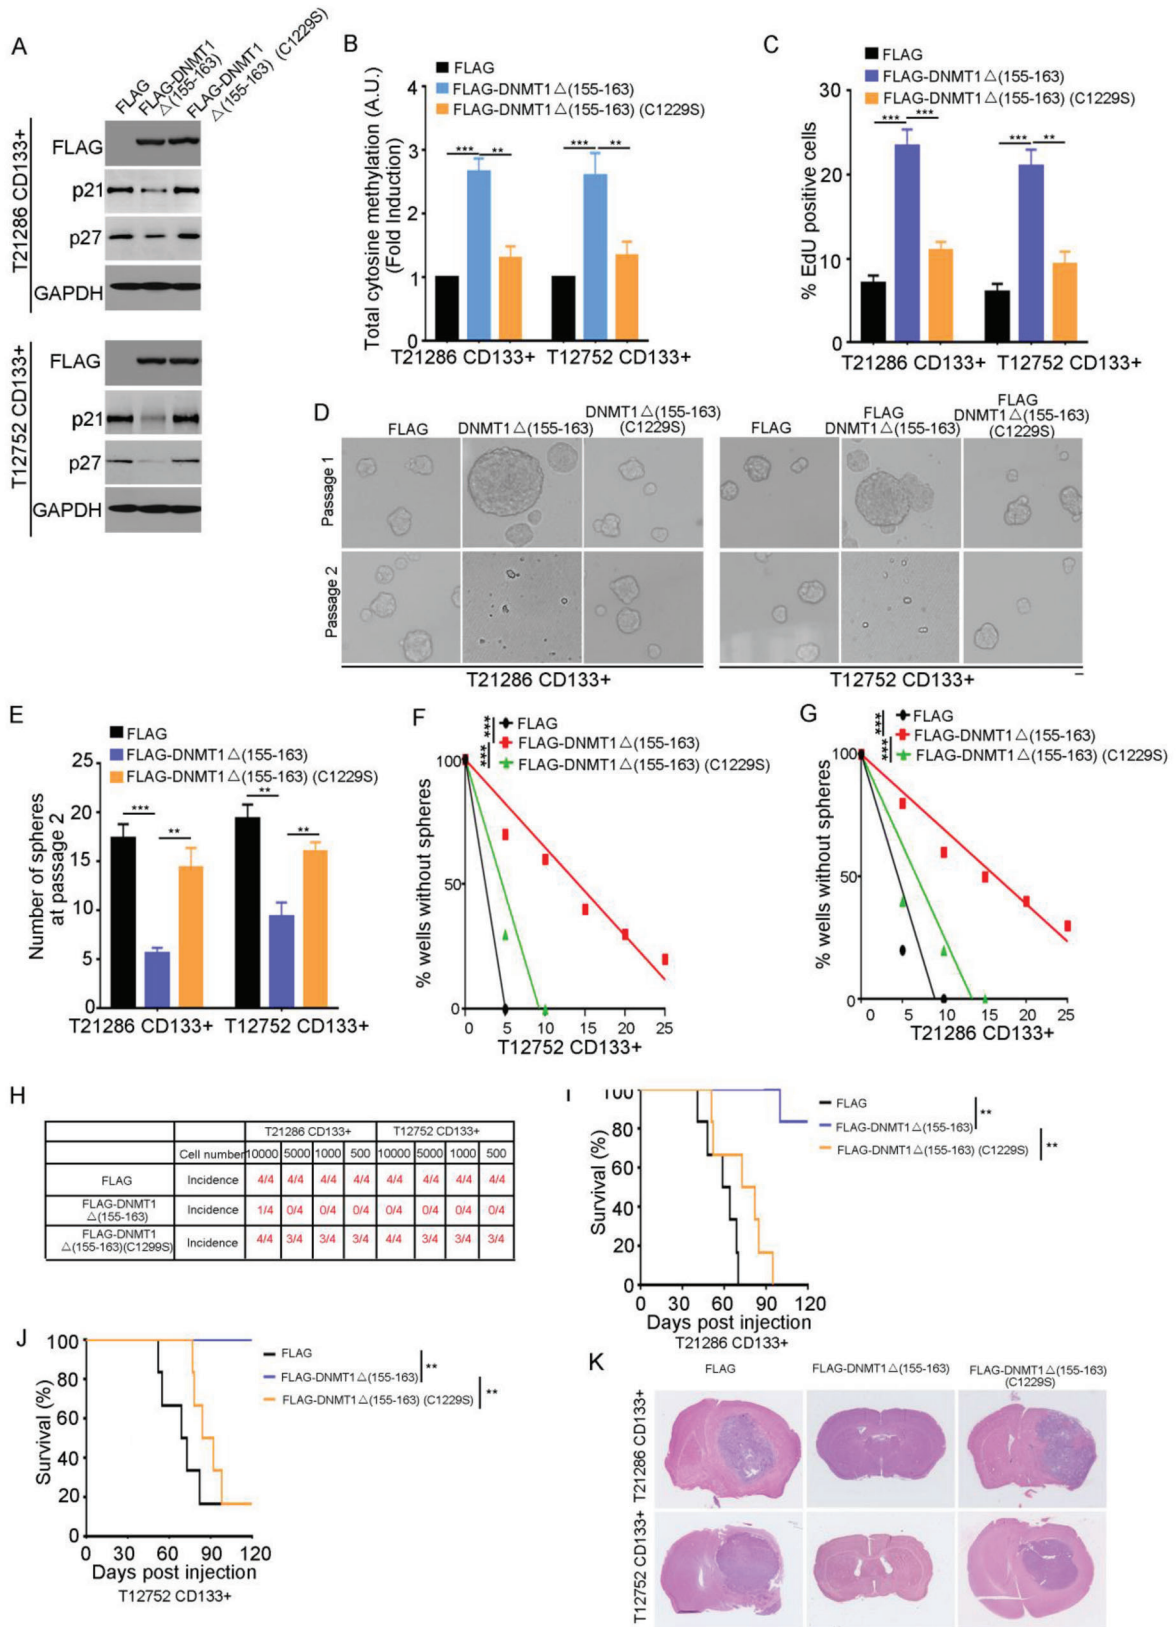 A
FLAG
FLAG-DNMT1
△(155-163)
FLAG-DNMT1
△(155-163) (C1229S)
T21286 CD133+
FLAG
p21
p27
GAPDH
T12752 CD133+
FLAG
p21
p27
GAPDH
B
FLAG
FLAG-DNMT1△(155-163)
FLAG-DNMT1△(155-163) (C1229S)
Total cytosine methylation (A.U.)
(Fold Induction)
4
3
2
1
0
*** **
*** **
T21286 CD133+ T12752 CD133+
C
FLAG
FLAG-DNMT1△(155-163)
FLAG-DNMT1△(155-163) (C1229S)
% EdU positive cells
30
20
10
0
*** ***
*** **
T21286 CD133+ T12752 CD133+
D
FLAG
DNMT1△(155-163)
DNMT1△(155-163)
(C1229S)
FLAG
FLAG
DNMT1△(155-163)
FLAG
DNMT1△(155-163)
(C1229S)
Passage 1
Passage 2
T21286 CD133+
T12752 CD133+
E
FLAG
FLAG-DNMT1△(155-163)
FLAG-DNMT1△(155-163) (C1229S)
Number of spheres
at passage 2
25
20
15
10
5
0
*** **
** **
T21286 CD133+ T12752 CD133+
F
*** ***
FLAG
FLAG-DNMT1△(155-163)
FLAG-DNMT1△(155-163) (C1229S)
% wells without spheres
100
50
0
0 5 10 15 20 25
T12752 CD133+
G
*** ***
FLAG
FLAG-DNMT1△(155-163)
FLAG-DNMT1△(155-163) (C1229S)
% wells without spheres
100
50
0
0 5 10 15 20 25
T21286 CD133+
H
T21286 CD133+ T12752 CD133+
Cell number 10000 5000 1000 500 10000 5000 1000 500
FLAG Incidence 4/4 4/4 4/4 4/4 4/4 4/4 4/4 4/4
FLAG-DNMT1
△(155-163) Incidence 1/4 0/4 0/4 0/4 0/4 0/4 0/4 0/4
FLAG-DNMT1
△(155-163)(C1299S) Incidence 4/4 3/4 3/4 3/4 4/4 3/4 3/4 3/4
I
Survival (%)
100
80
60
40
20
0
0 30 60 90 120
Days post injection
T21286 CD133+
FLAG
FLAG-DNMT1△(155-163)
FLAG-DNMT1△(155-163) (C1229S)
**
**
J
Survival (%)
100
80
60
40
20
0
0 30 60 90 120
Days post injection
T12752 CD133+
FLAG
FLAG-DNMT1△(155-163)
FLAG-DNMT1△(155-163) (C1229S)
**
**
K
FLAG
FLAG-DNMT1△(155-163)
FLAG-DNMT1△(155-163)
(C1229S)
T21286 CD133+
T12752 CD133+